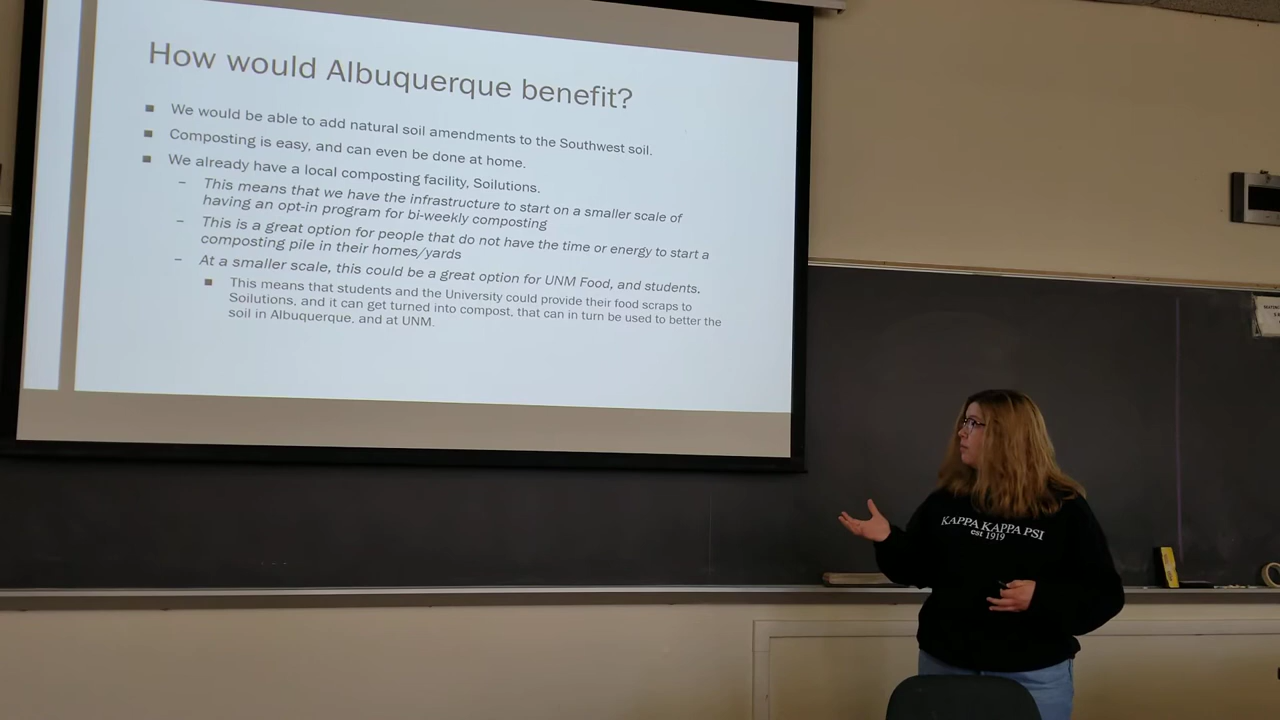 How would Albuquerque benefit?
We would be able to add natural soil amendments to the Southwest soil.
Composting is easy, and can even be done at home.
We already have a local composting facility, Soilutions.
This means that we have the infrastructure to start on a smaller scale of
having an opt-in program for bi-weekly composting
This is a great option for people that do not have the time or energy to start a
composting pile in their homes/yards
At a smaller scale, this could be a great option for UNM Food, and students.
This means that students and the University could provide their food scraps to
Soilutions, and it can get turned into compost, that can in turn be used to better the
soil in Albuquerque, and at UNM.
KAPPA KAPPA PSI
est 1919